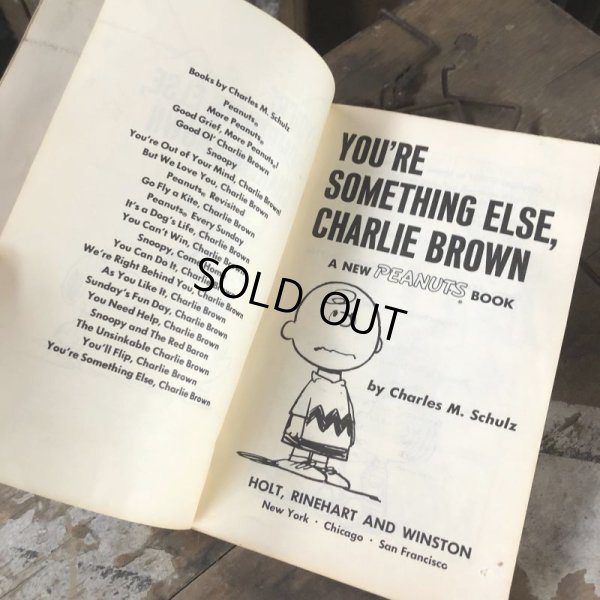 Books by Charles M. Schulz
Peanuts®
More Peanuts®
Good Grief, More Peanuts®!
Good Ol' Charlie Brown
Snoopy
You're Out of Your Mind, Charlie Brown!
But We Love You, Charlie Brown
Peanuts® Revisited
Go Fly a Kite, Charlie Brown
Peanuts® Every Sunday
It's a Dog's Life, Charlie Brown
You Can't Win, Charlie Brown
Snoopy, Come Home
You Can Do It, Charlie
We're Right Behind You, Charlie Brown
As You Like It, Charlie Brown
Sunday's Fun Day, Charlie Brown
You Need Help, Charlie Brown
Snoopy and The Red Baron
The Unsinkable Charlie Brown
You'll Flip, Charlie Brown
You're Something Else, Charlie Brown
YOU'RE
SOMETHING ELSE,
CHARLIE BROWN
A NEW PEANUTS® BOOK
by Charles M. Schulz
HOLT, RINEHART AND WINSTON
New York · Chicago · San Francisco
SOLD OUT